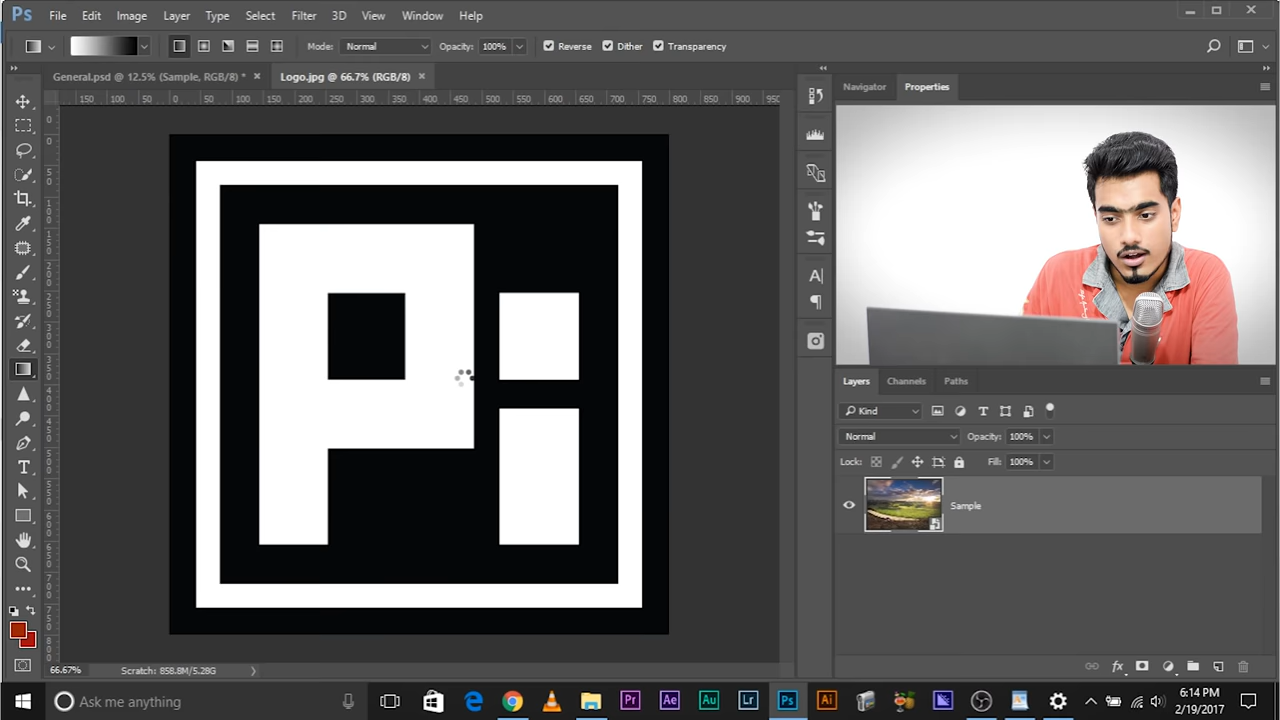 Ps File Edit Image Layer Type Select Filter 3D View Window Help
Mode: Normal Opacity: 100% Reverse Dither Transparency
General.psd @ 12.5% (Sample, RGB/8) * × Logo.jpg @ 66.7% (RGB/8) ×
150 100 50 0 50 100 150 200 250 300 350 400 450 500 550 600 650 700 750 800 850 900 950
Navigator Properties
Pi
Layers Channels Paths
Kind
Normal Opacity: 100%
Lock: Fill: 100%
Sample
66.67% Scratch: 858.8M/5.28G
Ask me anything Pr Ae Au Lr Ps Ai 6:14 PM
2/19/2017